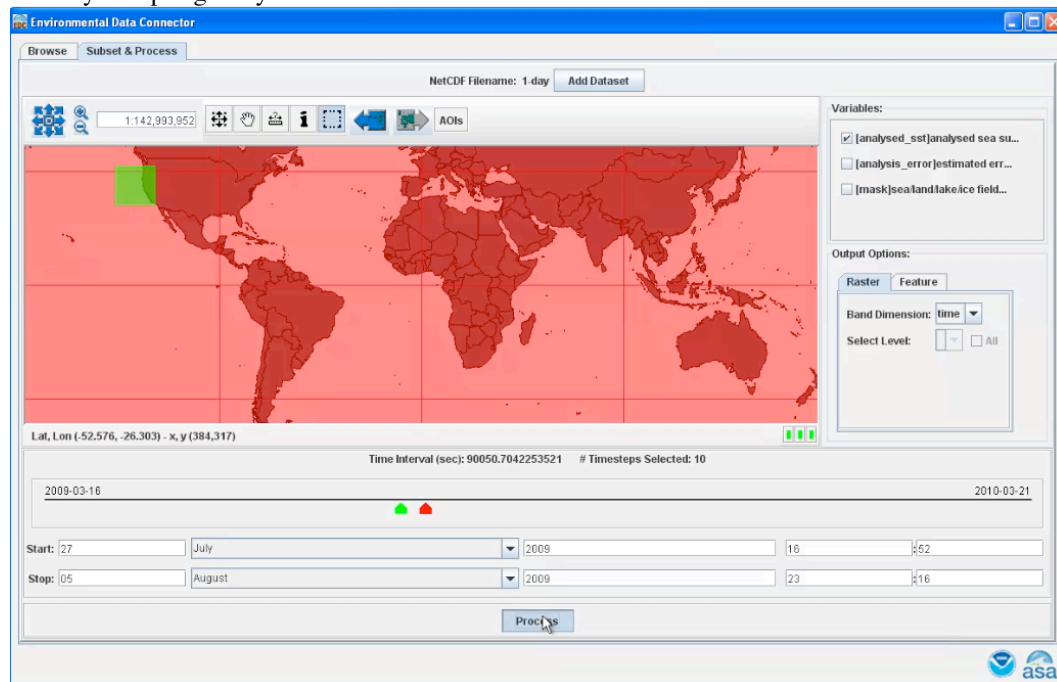 Environmental Data Connector
Browse Subset & Process
NetCDF Filename: 1-day Add Dataset
1:142,993,952 AOIs
Variables:
[analysed_sst]analysed sea su...
[analysis_error]estimated err...
[mask]sea/land/lake/ice field...
Output Options:
Raster Feature
Band Dimension: time
Select Level: All
Lat, Lon (-52.576, -26.303) - x, y (384,317)
Time Interval (sec): 90050.7042253521 # Timesteps Selected: 10
2009-03-16 2010-03-21
Start: 27 July 2009 16 :52
Stop: 05 August 2009 23 :16
Process
asa